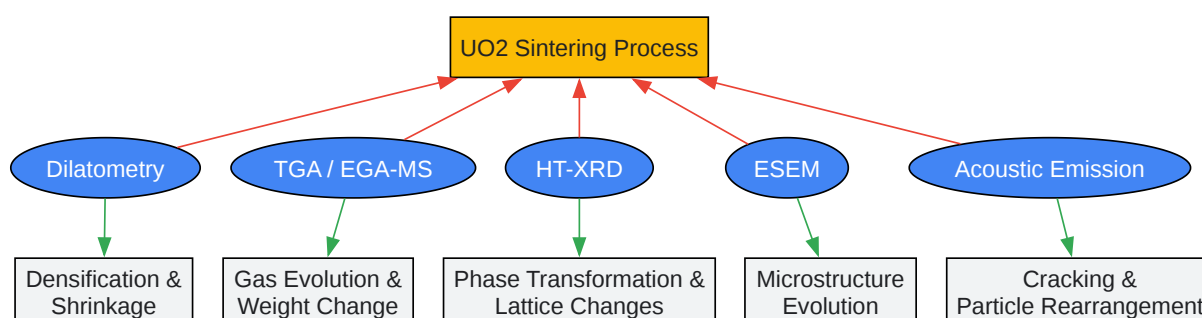 UO2 Sintering Process
Dilatometry
TGA / EGA-MS
HT-XRD
ESEM
Acoustic Emission
Densification &
Shrinkage
Gas Evolution &
Weight Change
Phase Transformation &
Lattice Changes
Microstructure
Evolution
Cracking &
Particle Rearrangement